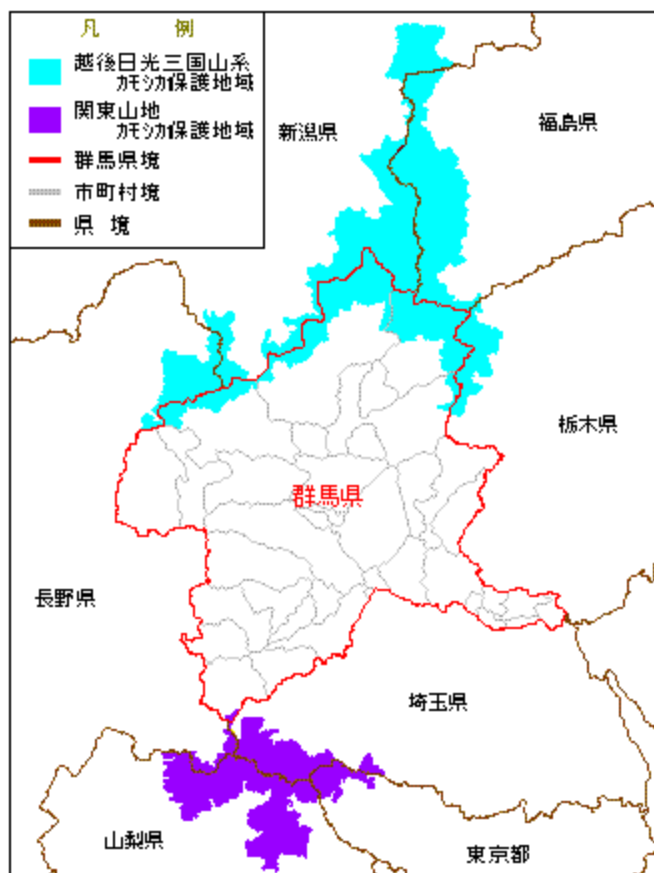 凡 例
越後日光三国山系
カモシカ保護地域
関東山地
カモシカ保護地域
群馬県境
市町村境
県 境
新潟県
福島県
栃木県
群馬県
長野県
埼玉県
山梨県
東京都